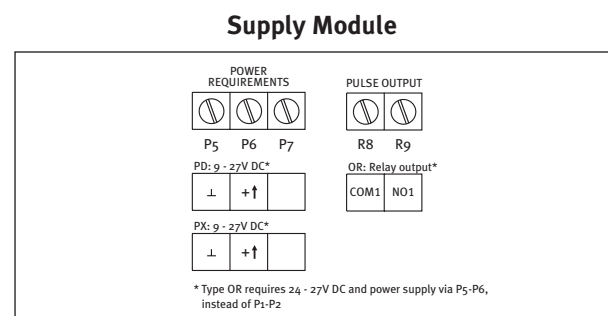 Supply Module
POWER
REQUIREMENTS
PULSE OUTPUT
P5 P6 P7
R8 R9
PD: 9 - 27V DC*
OR: Relay output*
⊥ +↑
COM1 NO1
PX: 9 - 27V DC*
⊥ +↑
* Type OR requires 24 - 27V DC and power supply via P5-P6,
instead of P1-P2